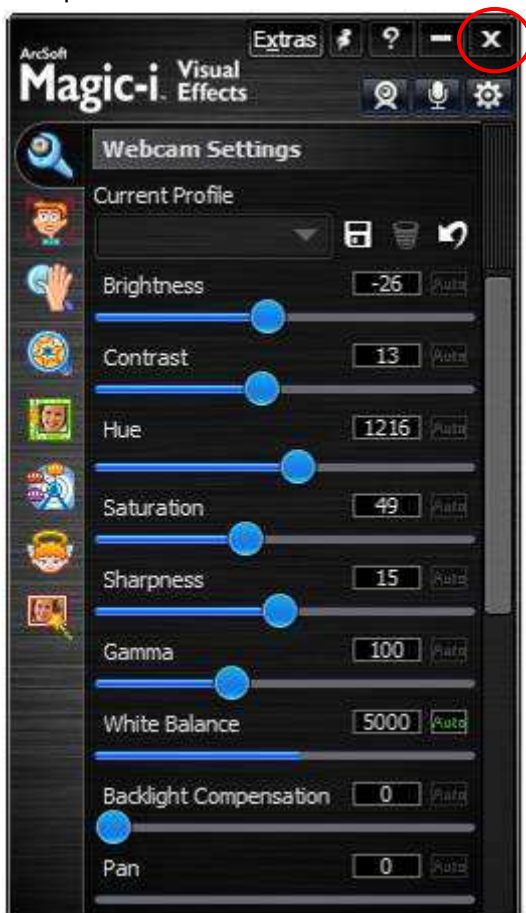 Extras ? X
ArcSoft
Magic-i Visual
Effects
Webcam Settings
Current Profile
Brightness -26 Auto
Contrast 13 Auto
Hue 1216 Auto
Saturation 49 Auto
Sharpness 15 Auto
Gamma 100 Auto
White Balance 5000 Auto
Backlight Compensation 0 Auto
Pan 0 Auto